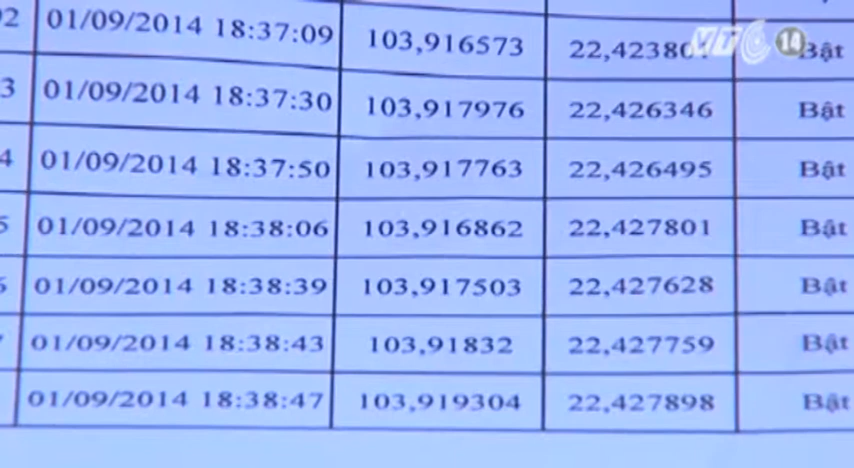 02 01/09/2014 18:37:09 103,916573 22,423801 Bật
3 01/09/2014 18:37:30 103,917976 22,426346 Bật
4 01/09/2014 18:37:50 103,917763 22,426495 Bật
5 01/09/2014 18:38:06 103,916862 22,427801 Bật
01/09/2014 18:38:39 103,917503 22,427628 Bật
01/09/2014 18:38:43 103,91832 22,427759 Bật
01/09/2014 18:38:47 103,919304 22,427898 Bật
VTC 14